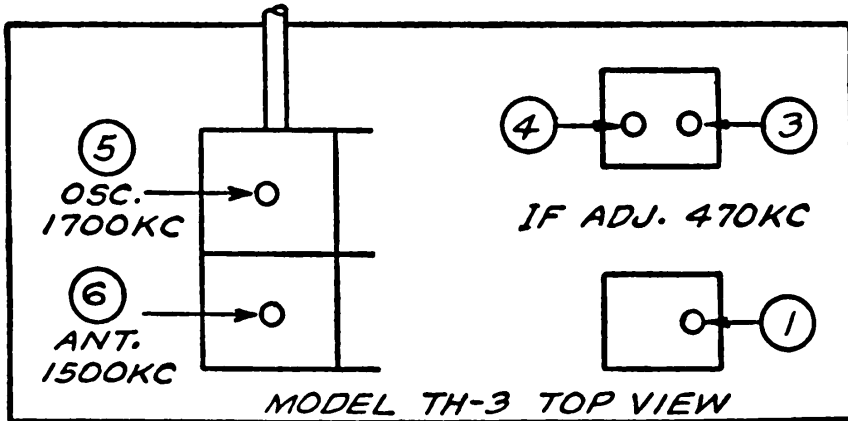 5
OSC.
1700KC
6
ANT.
1500KC
4
3
IF ADJ. 470KC
1
MODEL TH-3 TOP VIEW